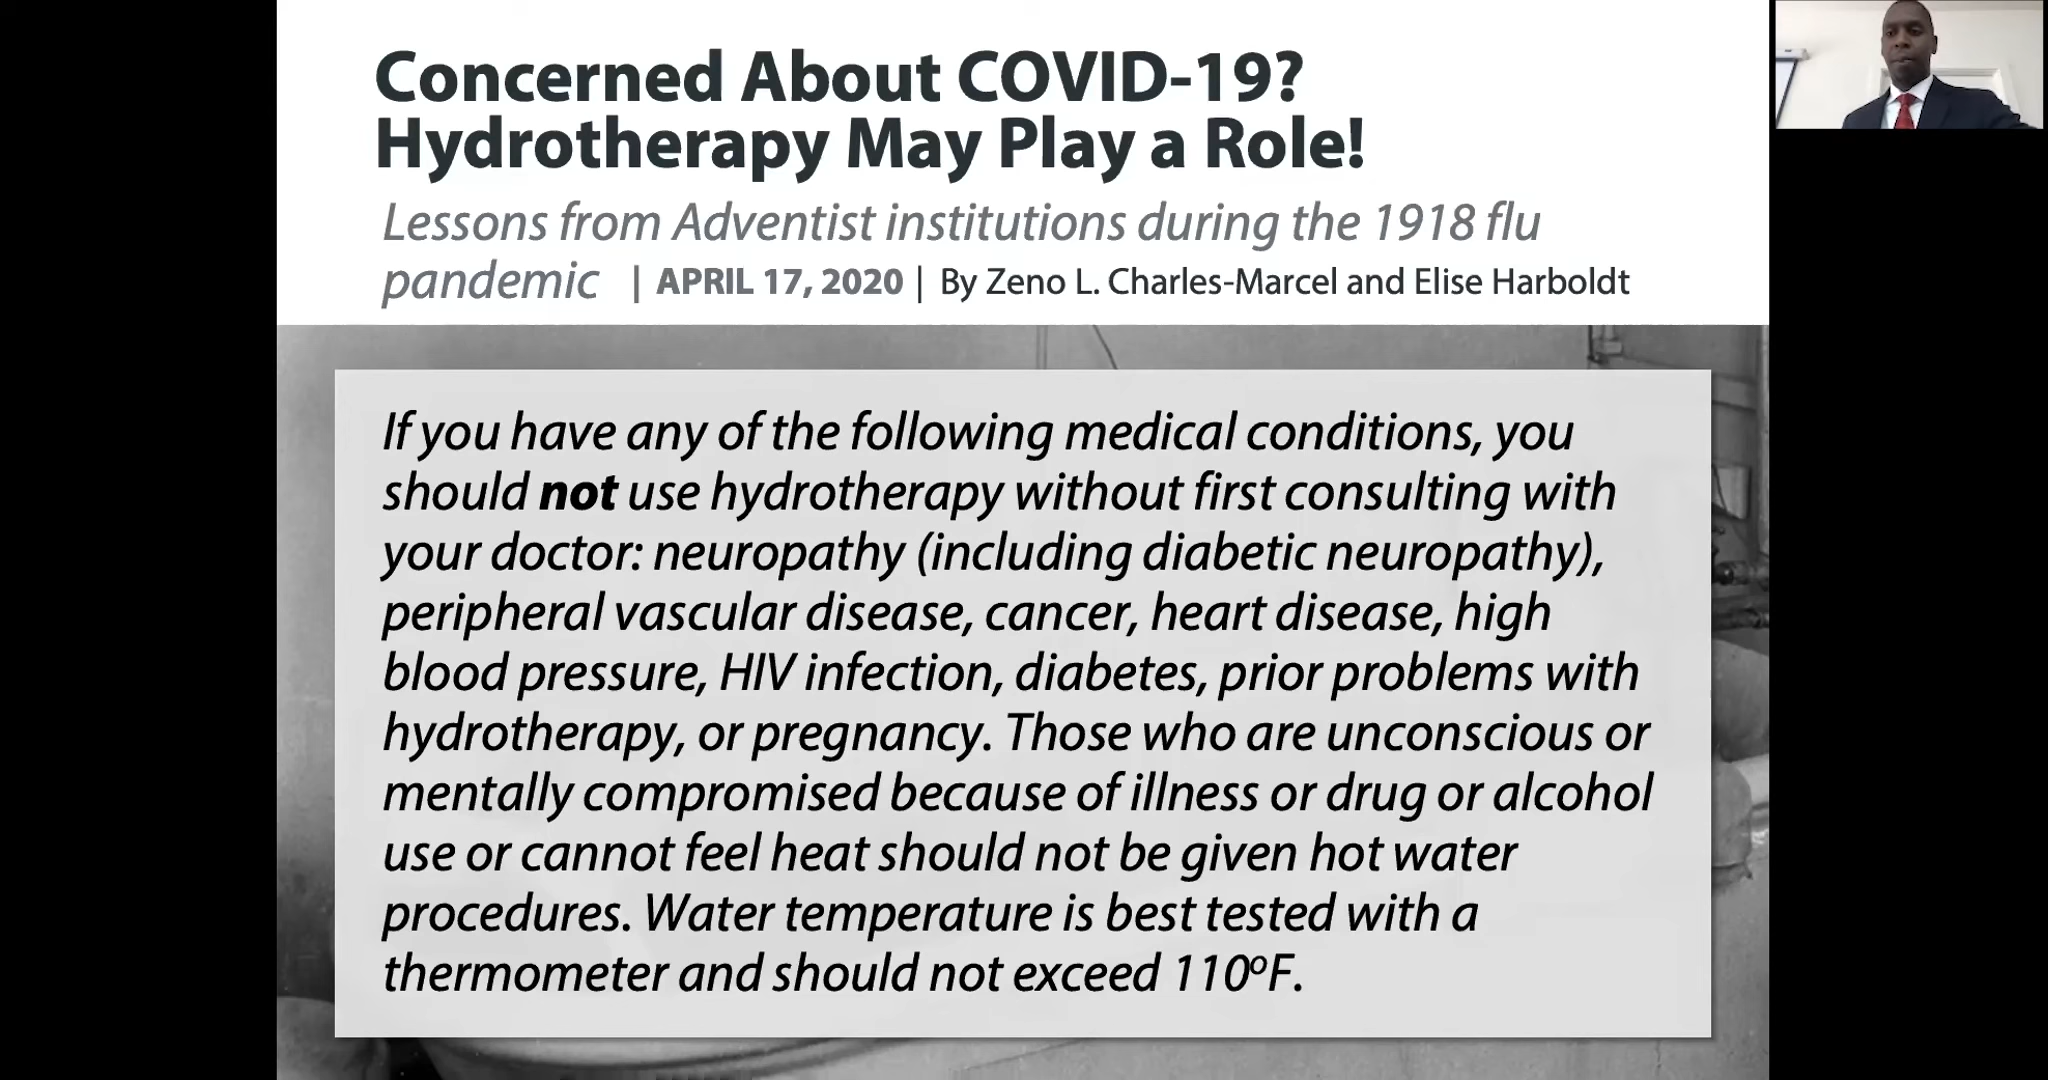 Concerned About COVID-19?
Hydrotherapy May Play a Role!
Lessons from Adventist institutions during the 1918 flu
pandemic | APRIL 17, 2020 | By Zeno L. Charles-Marcel and Elise Harboldt
If you have any of the following medical conditions, you
should not use hydrotherapy without first consulting with
your doctor: neuropathy (including diabetic neuropathy),
peripheral vascular disease, cancer, heart disease, high
blood pressure, HIV infection, diabetes, prior problems with
hydrotherapy, or pregnancy. Those who are unconscious or
mentally compromised because of illness or drug or alcohol
use or cannot feel heat should not be given hot water
procedures. Water temperature is best tested with a
thermometer and should not exceed 110ºF.